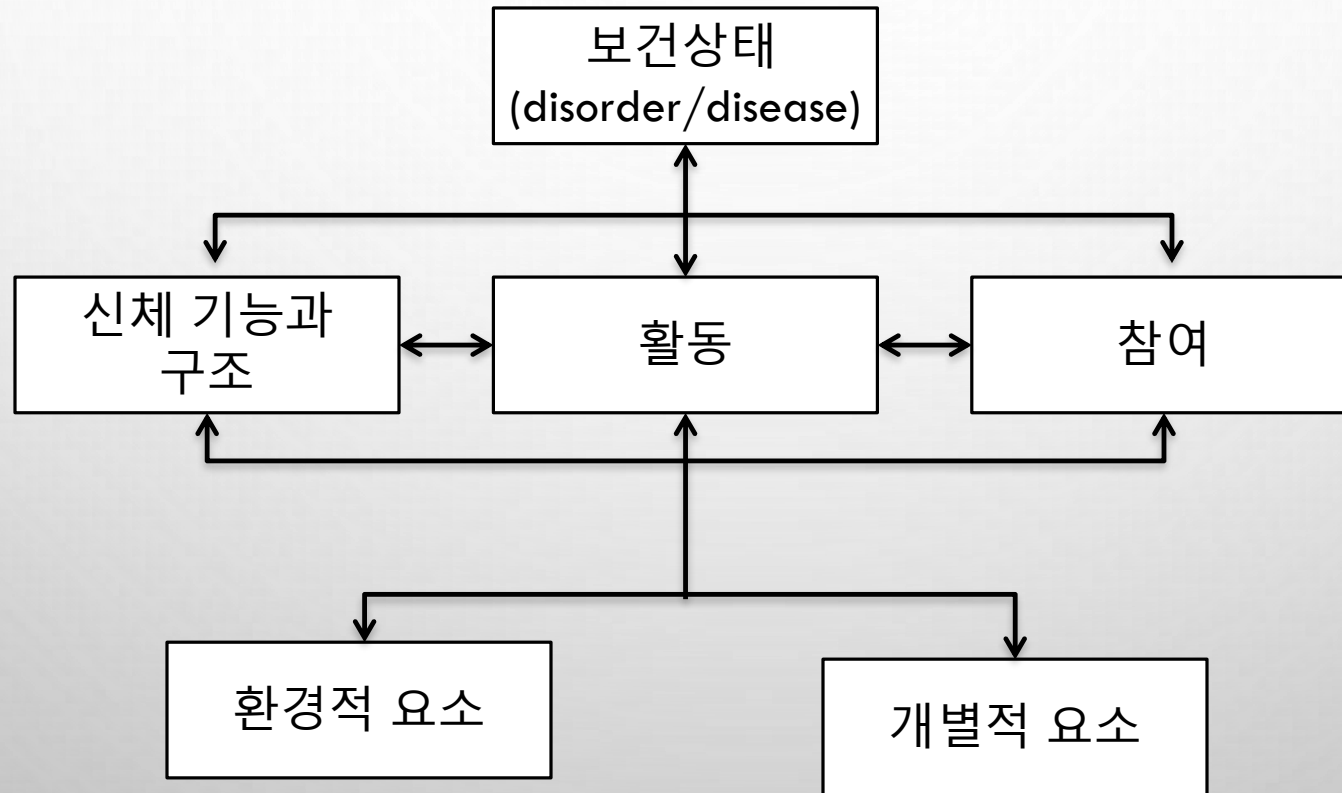 보건상태
(disorder/disease)
신체 기능과
구조
활동
참여
환경적 요소
개별적 요소